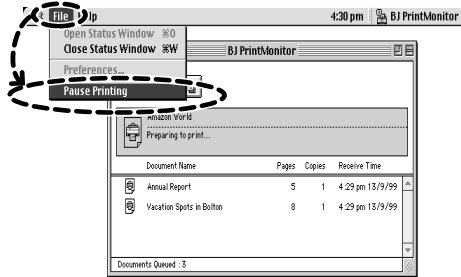 File lp 4:30 pm BJ PrintMonitor
Open Status Window ⌘O
Close Status Window ⌘W
BJ PrintMonitor
Preferences...
Pause Printing
Amazon World
Preparing to print...
Document Name Pages Copies Receive Time
Annual Report 5 1 4:29 pm 13/9/99
Vacation Spots in Bolton 8 1 4:29 pm 13/9/99
Documents Queued : 3